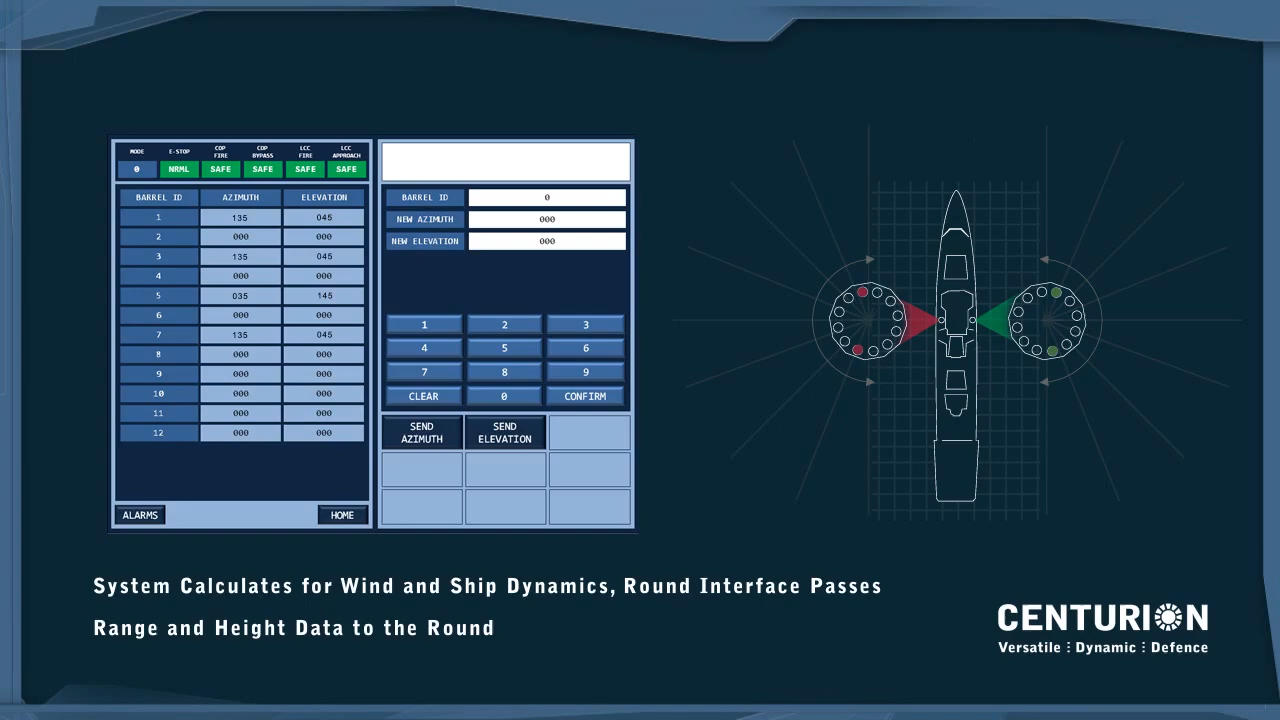 MODE E-STOP COP FIRE COP BYPASS LCC FIRE LCC APPROACH
0 NRML SAFE SAFE SAFE SAFE
BARREL ID AZIMUTH ELEVATION
1 135 045
2 000 000
3 135 045
4 000 000
5 035 145
6 000 000
7 135 045
8 000 000
9 000 000
10 000 000
11 000 000
12 000 000
ALARMS HOME
BARREL ID 0
NEW AZIMUTH 000
NEW ELEVATION 000
1 2 3
4 5 6
7 8 9
CLEAR 0 CONFIRM
SEND AZIMUTH SEND ELEVATION
System Calculates for Wind and Ship Dynamics, Round Interface Passes
Range and Height Data to the Round
CENTURION
Versatile ⋮ Dynamic ⋮ Defence